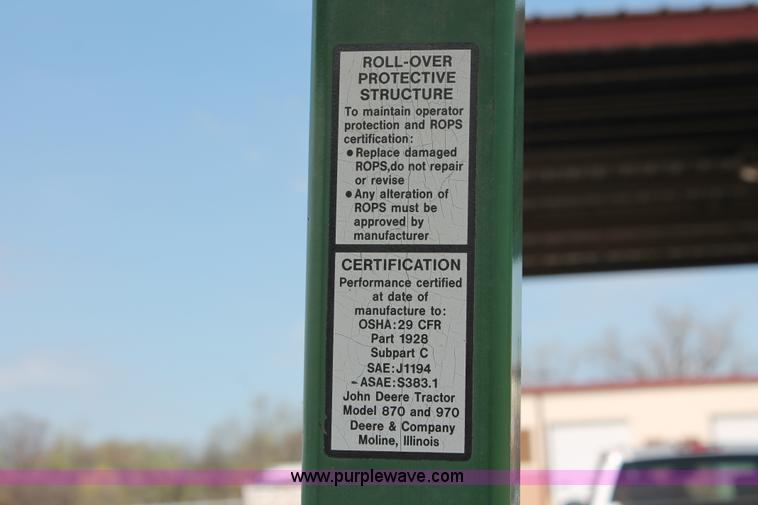 ROLL-OVER
PROTECTIVE
STRUCTURE
To maintain operator
protection and ROPS
certification:
● Replace damaged
ROPS,do not repair
or revise
● Any alteration of
ROPS must be
approved by
manufacturer
CERTIFICATION
Performance certified
at date of
manufacture to:
OSHA:29 CFR
Part 1928
Subpart C
SAE:J1194
ASAE:S383.1
John Deere Tractor
Model 870 and 970
Deere & Company
Moline, Illinois
www.purplewave.com